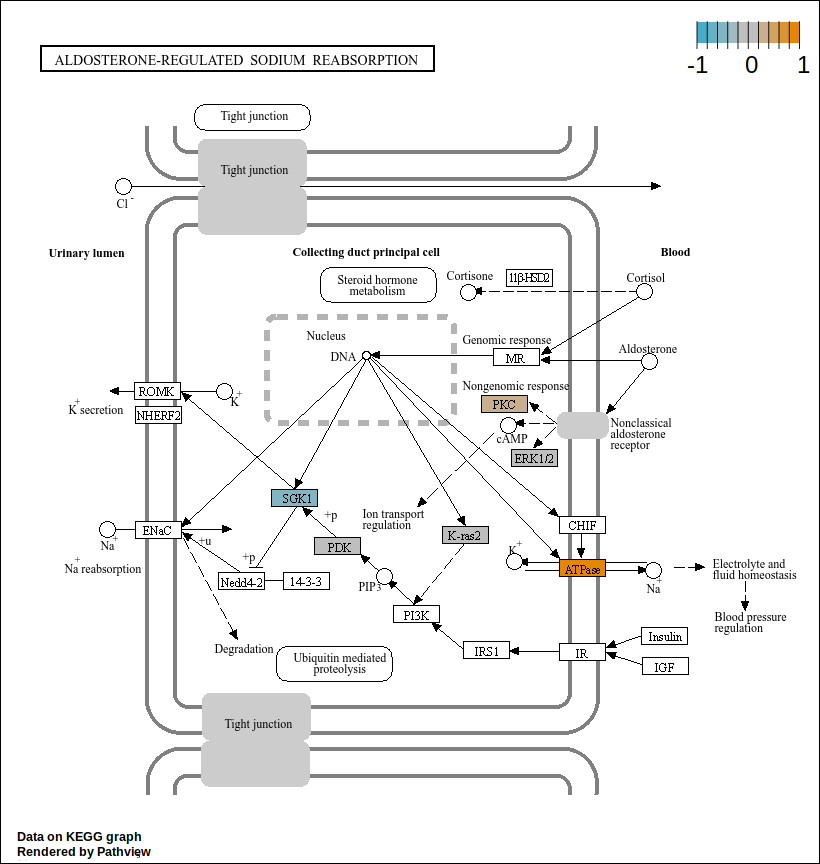 -1 0 1
ALDOSTERONE-REGULATED SODIUM REABSORPTION
Tight junction
Tight junction
Cl -
Urinary lumen
Collecting duct principal cell
Blood
Steroid hormone
metabolism
Cortisone
11β-HSD2
Cortisol
Nucleus
DNA
Genomic response
MR
Aldosterone
Nongenomic response
PKC
cAMP
ERK1/2
Nonclassical
aldosterone
receptor
ROMK
K+
K+ secretion
NHERF2
SGK1
+p
Ion transport
regulation
CHIF
ENaC
Na+
+u
Na+ reabsorption
+p
Nedd4-2
14-3-3
PDK
K-ras2
PIP3
PI3K
K+
ATPase
Na+
Electrolyte and
fluid homeostasis
Blood pressure
regulation
Degradation
Ubiquitin mediated
proteolysis
IRS1
IR
Insulin
IGF
Tight junction
Data on KEGG graph
Rendered by Pathview